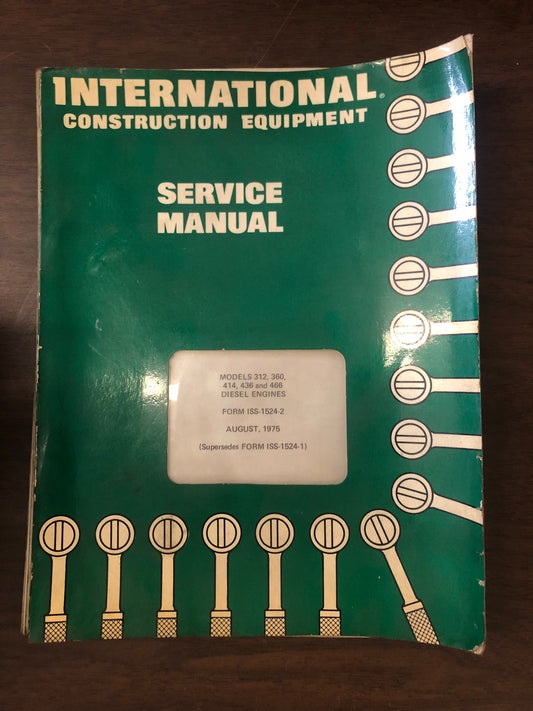 INTERNATIONAL®
CONSTRUCTION EQUIPMENT
SERVICE
MANUAL
MODELS 312, 360,
414, 436 and 466
DIESEL ENGINES
FORM ISS-1524-2
AUGUST, 1975
(Supersedes FORM ISS-1524-1)